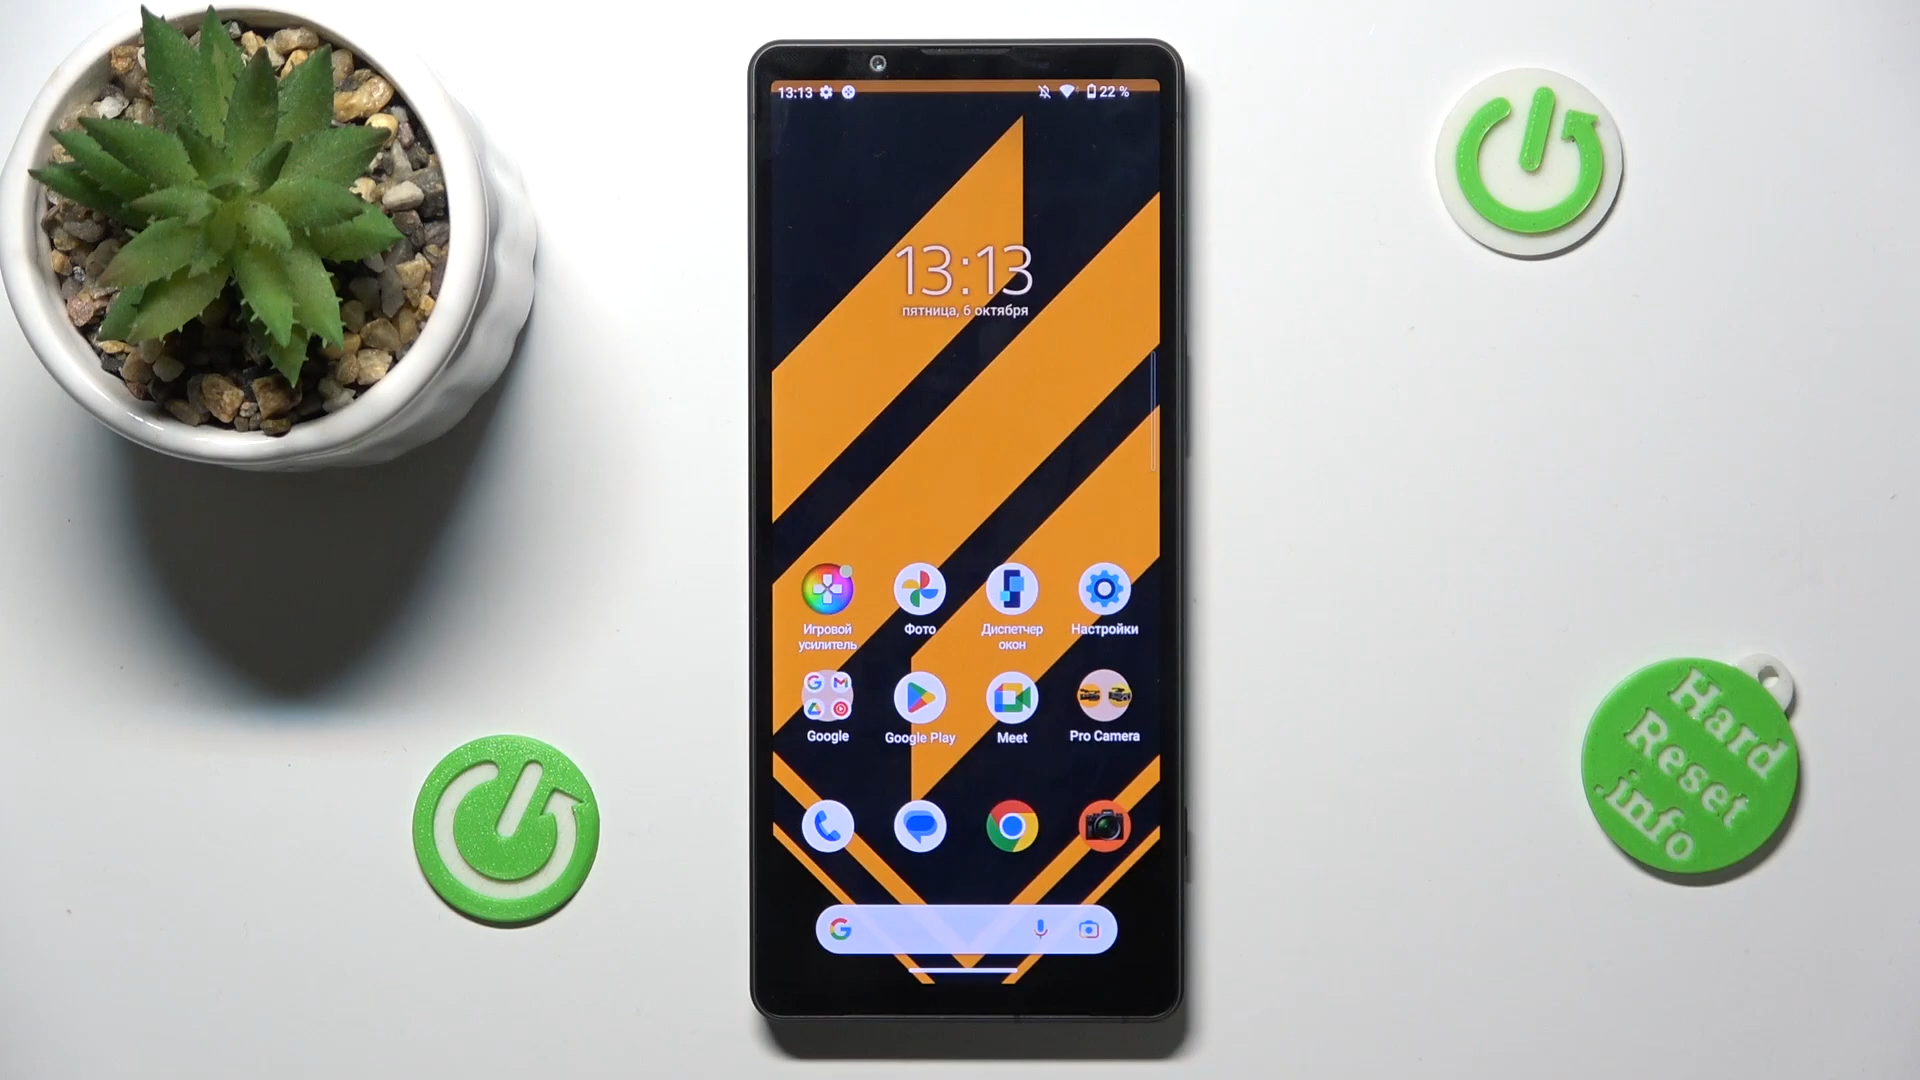 13:13
22 %
13:13
пятница, 6 октября
Игровой
усилитель
Фото
Диспетчер
окон
Настройки
Google
Google Play
Meet
Pro Camera
Hard
Reset
.info